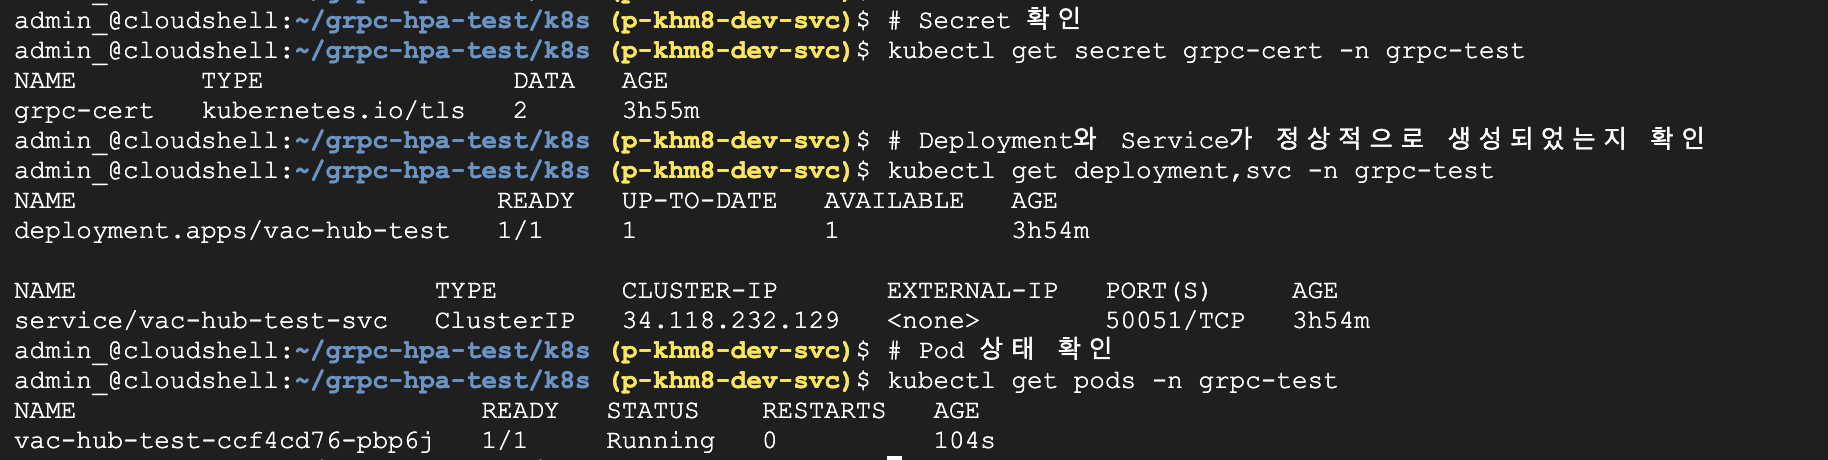 admin_@cloudshell:~/grpc-hpa-test/k8s (p-khm8-dev-svc)$ # Secret 확인
admin_@cloudshell:~/grpc-hpa-test/k8s (p-khm8-dev-svc)$ kubectl get secret grpc-cert -n grpc-test
NAME        TYPE                DATA   AGE
grpc-cert   kubernetes.io/tls   2      3h55m
admin_@cloudshell:~/grpc-hpa-test/k8s (p-khm8-dev-svc)$ # Deployment와 Service가 정상적으로 생성되었는지 확인
admin_@cloudshell:~/grpc-hpa-test/k8s (p-khm8-dev-svc)$ kubectl get deployment,svc -n grpc-test
NAME                           READY   UP-TO-DATE   AVAILABLE   AGE
deployment.apps/vac-hub-test   1/1     1            1           3h54m
NAME                       TYPE        CLUSTER-IP       EXTERNAL-IP   PORT(S)     AGE
service/vac-hub-test-svc   ClusterIP   34.118.232.129   <none>        50051/TCP   3h54m
admin_@cloudshell:~/grpc-hpa-test/k8s (p-khm8-dev-svc)$ # Pod 상태 확인
admin_@cloudshell:~/grpc-hpa-test/k8s (p-khm8-dev-svc)$ kubectl get pods -n grpc-test
NAME                          READY   STATUS    RESTARTS   AGE
vac-hub-test-ccf4cd76-pbp6j   1/1     Running   0          104s